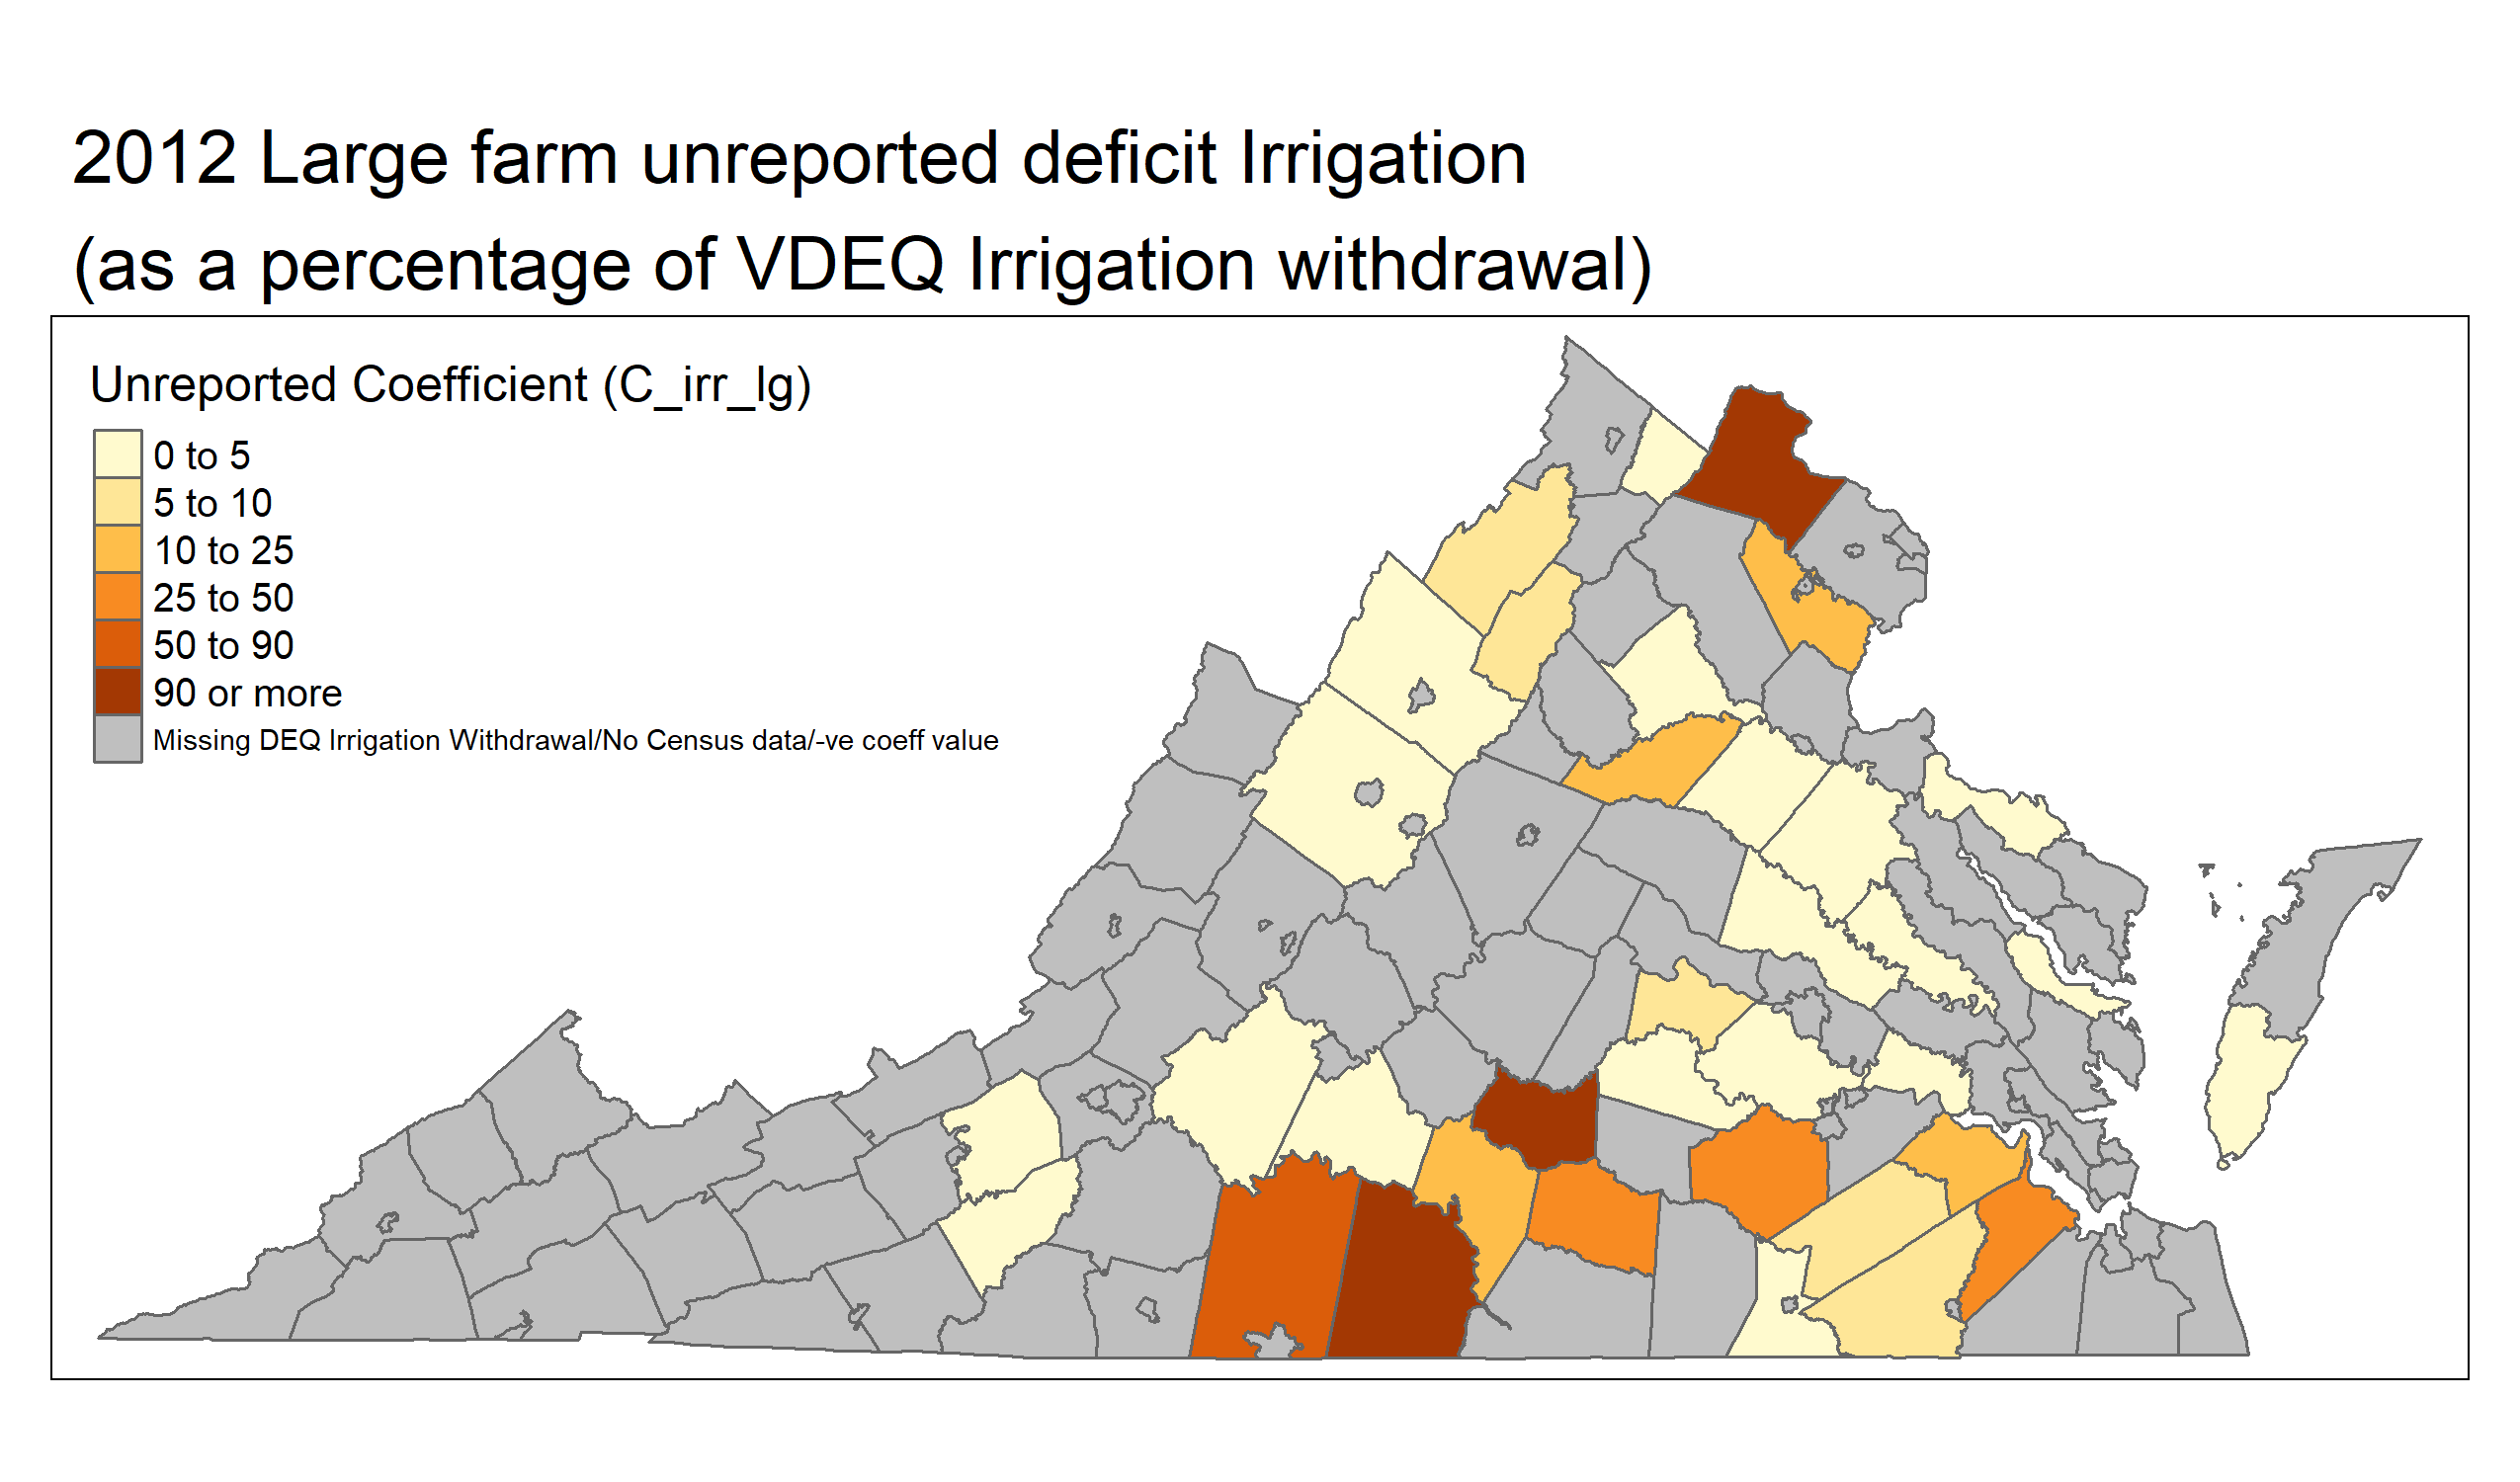 2012 Large farm unreported deficit Irrigation
(as a percentage of VDEQ Irrigation withdrawal)
Unreported Coefficient (C_irr_lg)
0 to 5
5 to 10
10 to 25
25 to 50
50 to 90
90 or more
Missing DEQ Irrigation Withdrawal/No Census data/-ve coeff value